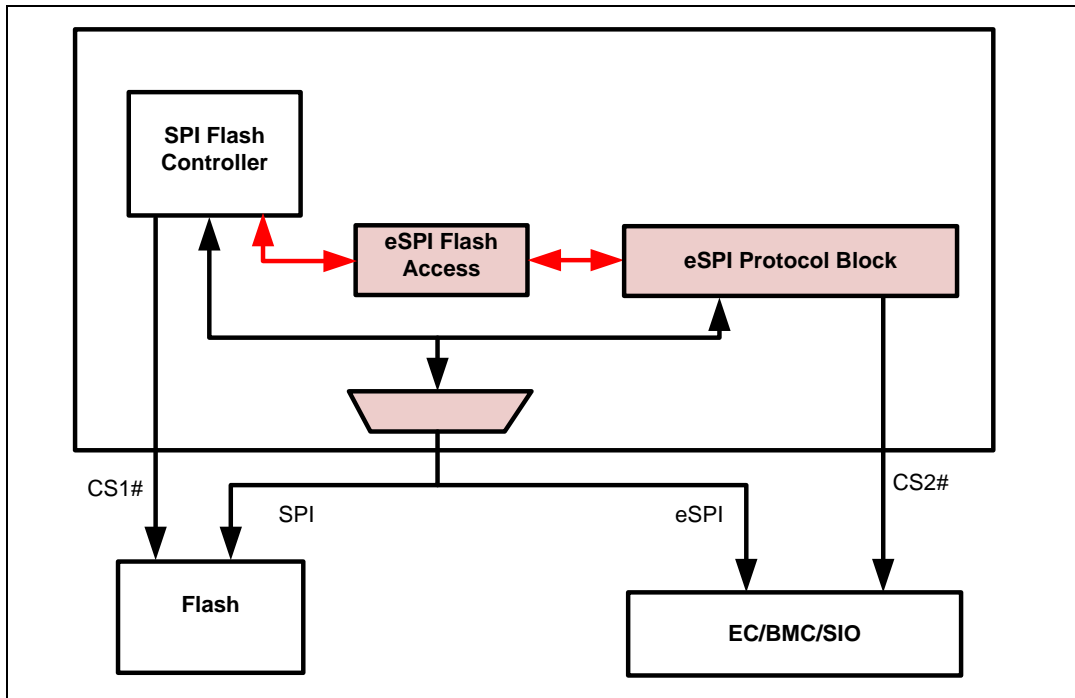 SPI Flash
Controller
eSPI Flash
Access
eSPI Protocol Block
CS1#
SPI
eSPI
CS2#
Flash
EC/BMC/SIO